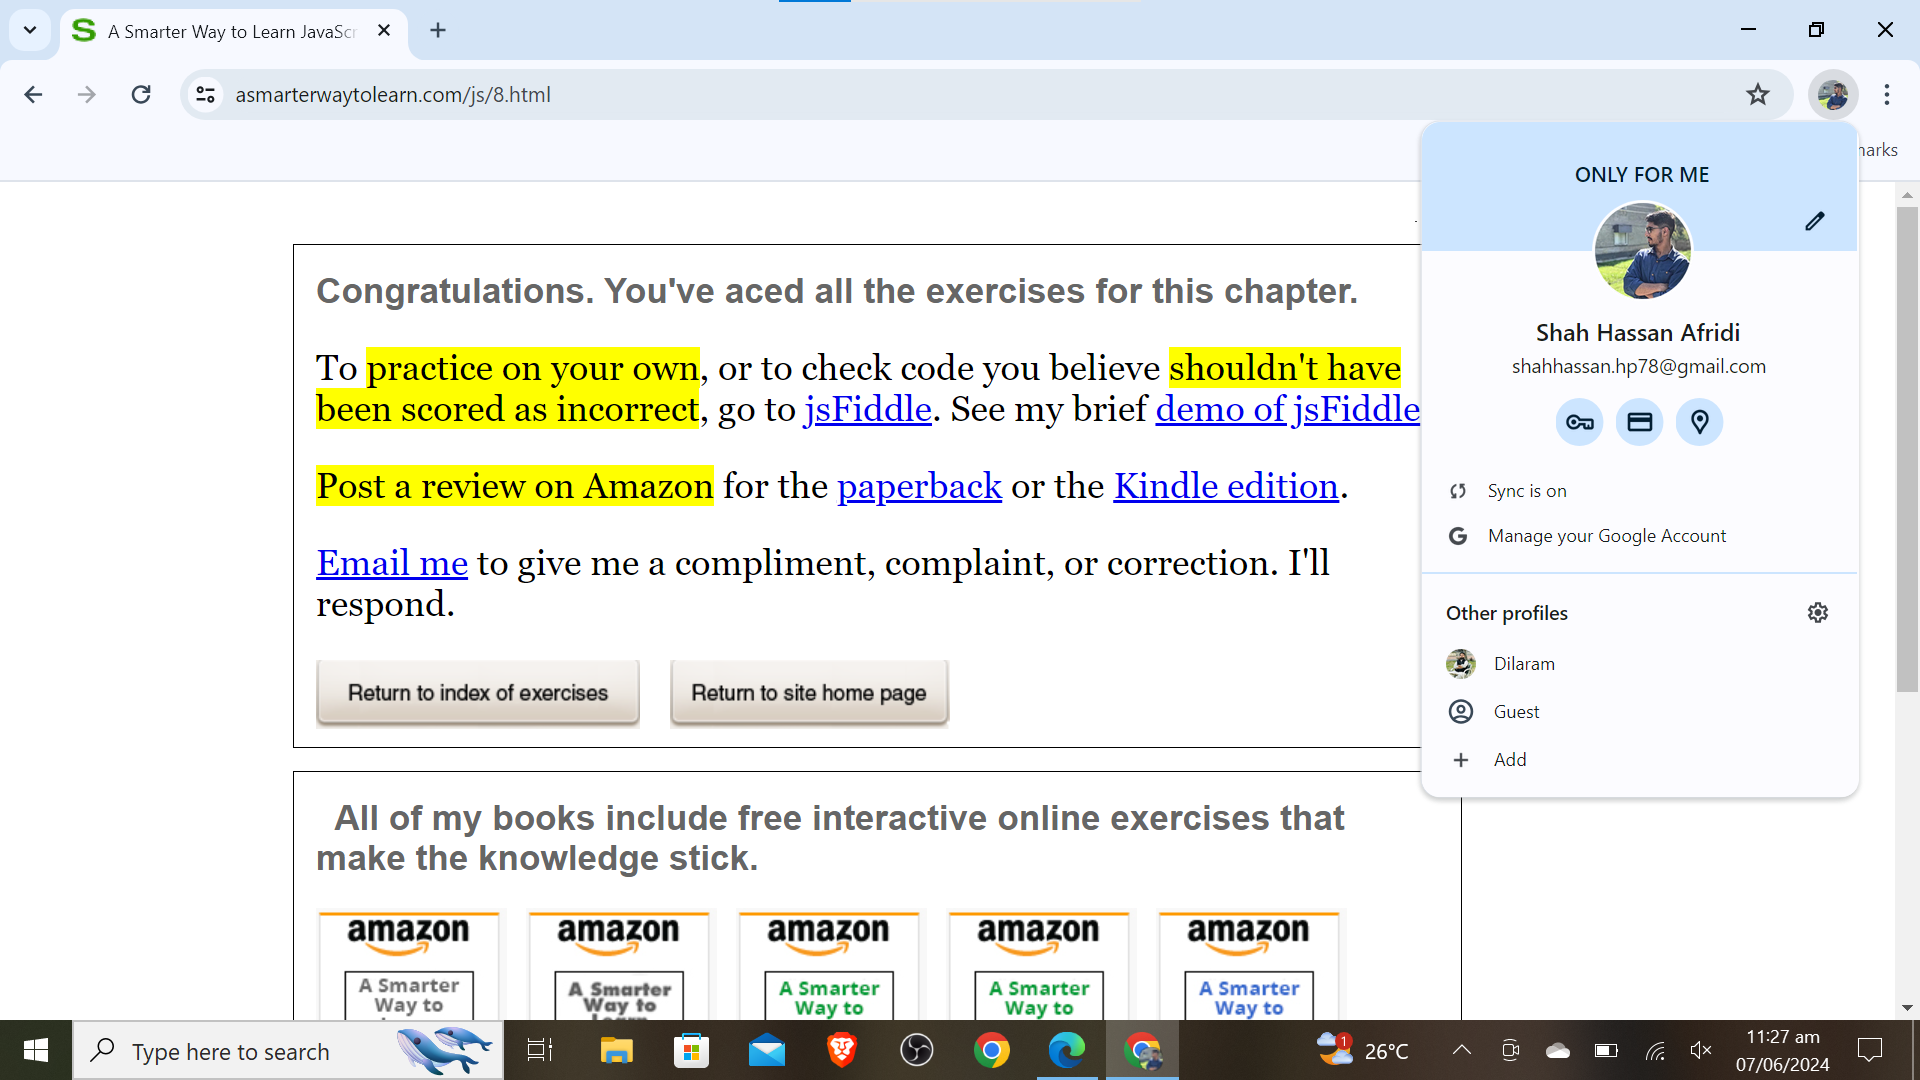 A Smarter Way to Learn JavaScr
asmarterwaytolearn.com/js/8.html
arks
ONLY FOR ME
Shah Hassan Afridi
shahhassan.hp78@gmail.com
Sync is on
Manage your Google Account
Other profiles
Dilaram
Guest
Add
Congratulations. You've aced all the exercises for this chapter.
To practice on your own, or to check code you believe shouldn't have
been scored as incorrect, go to jsFiddle. See my brief demo of jsFiddle
Post a review on Amazon for the paperback or the Kindle edition.
Email me to give me a compliment, complaint, or correction. I'll
respond.
Return to index of exercises
Return to site home page
All of my books include free interactive online exercises that
make the knowledge stick.
amazon amazon amazon amazon amazon
A Smarter A Smarter A Smarter A Smarter A Smarter
Way to Way to Way to Way to Way to
Type here to search
1
26°C
11:27 am
07/06/2024